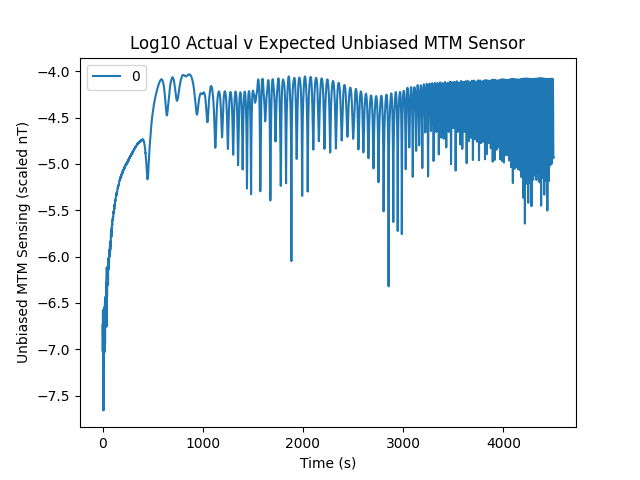 Log10 Actual v Expected Unbiased MTM Sensor
0
Unbiased MTM Sensing (scaled nT)
−4.0
−4.5
−5.0
−5.5
−6.0
−6.5
−7.0
−7.5
0 1000 2000 3000 4000
Time (s)